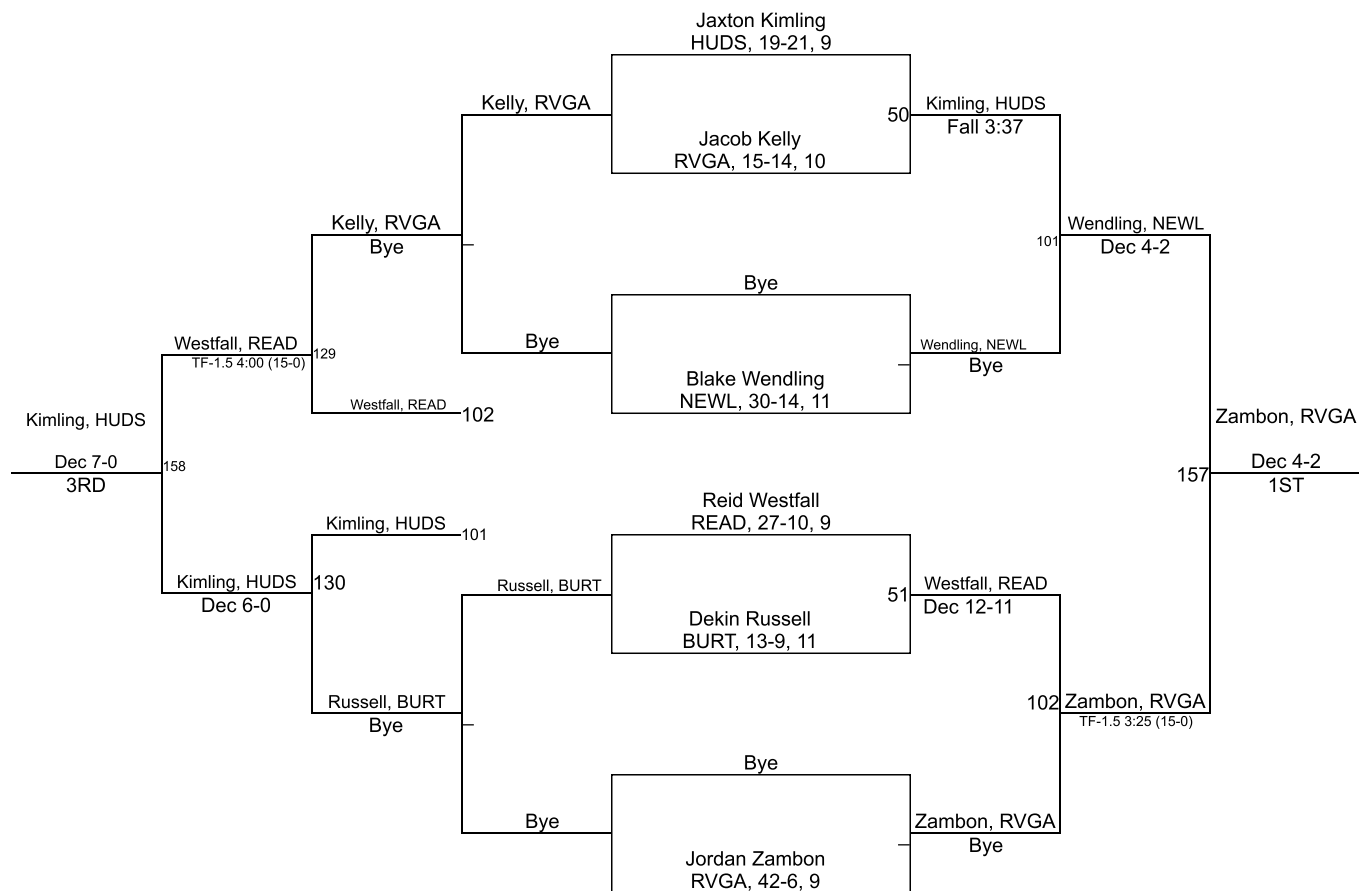 Jaxton Kimling
HUDS, 19-21, 9
Kelly, RVGA
50
Kimling, HUDS
Fall 3:37
Jacob Kelly
RVGA, 15-14, 10
Kelly, RVGA
Bye
101
Wendling, NEWL
Dec 4-2
Bye
Westfall, READ
TF-1.5 4:00 (15-0)
129
Bye
Wendling, NEWL
Bye
Blake Wendling
NEWL, 30-14, 11
Westfall, READ
102
Kimling, HUDS
Dec 7-0
3RD
158
Zambon, RVGA
157
Dec 4-2
1ST
Reid Westfall
READ, 27-10, 9
Kimling, HUDS
101
Kimling, HUDS
Dec 6-0
130
Russell, BURT
51
Westfall, READ
Dec 12-11
Dekin Russell
BURT, 13-9, 11
Russell, BURT
Bye
102
Zambon, RVGA
TF-1.5 3:25 (15-0)
Bye
Bye
Zambon, RVGA
Bye
Jordan Zambon
RVGA, 42-6, 9